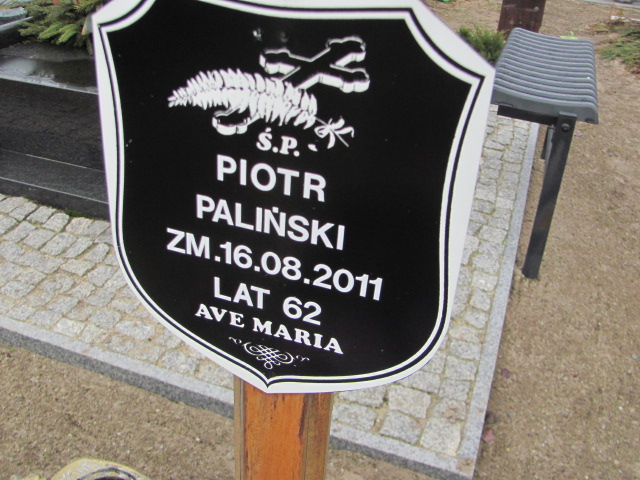 Ś.P.
PIOTR
PALIŃSKI
ZM.16.08.2011
LAT 62
AVE MARIA